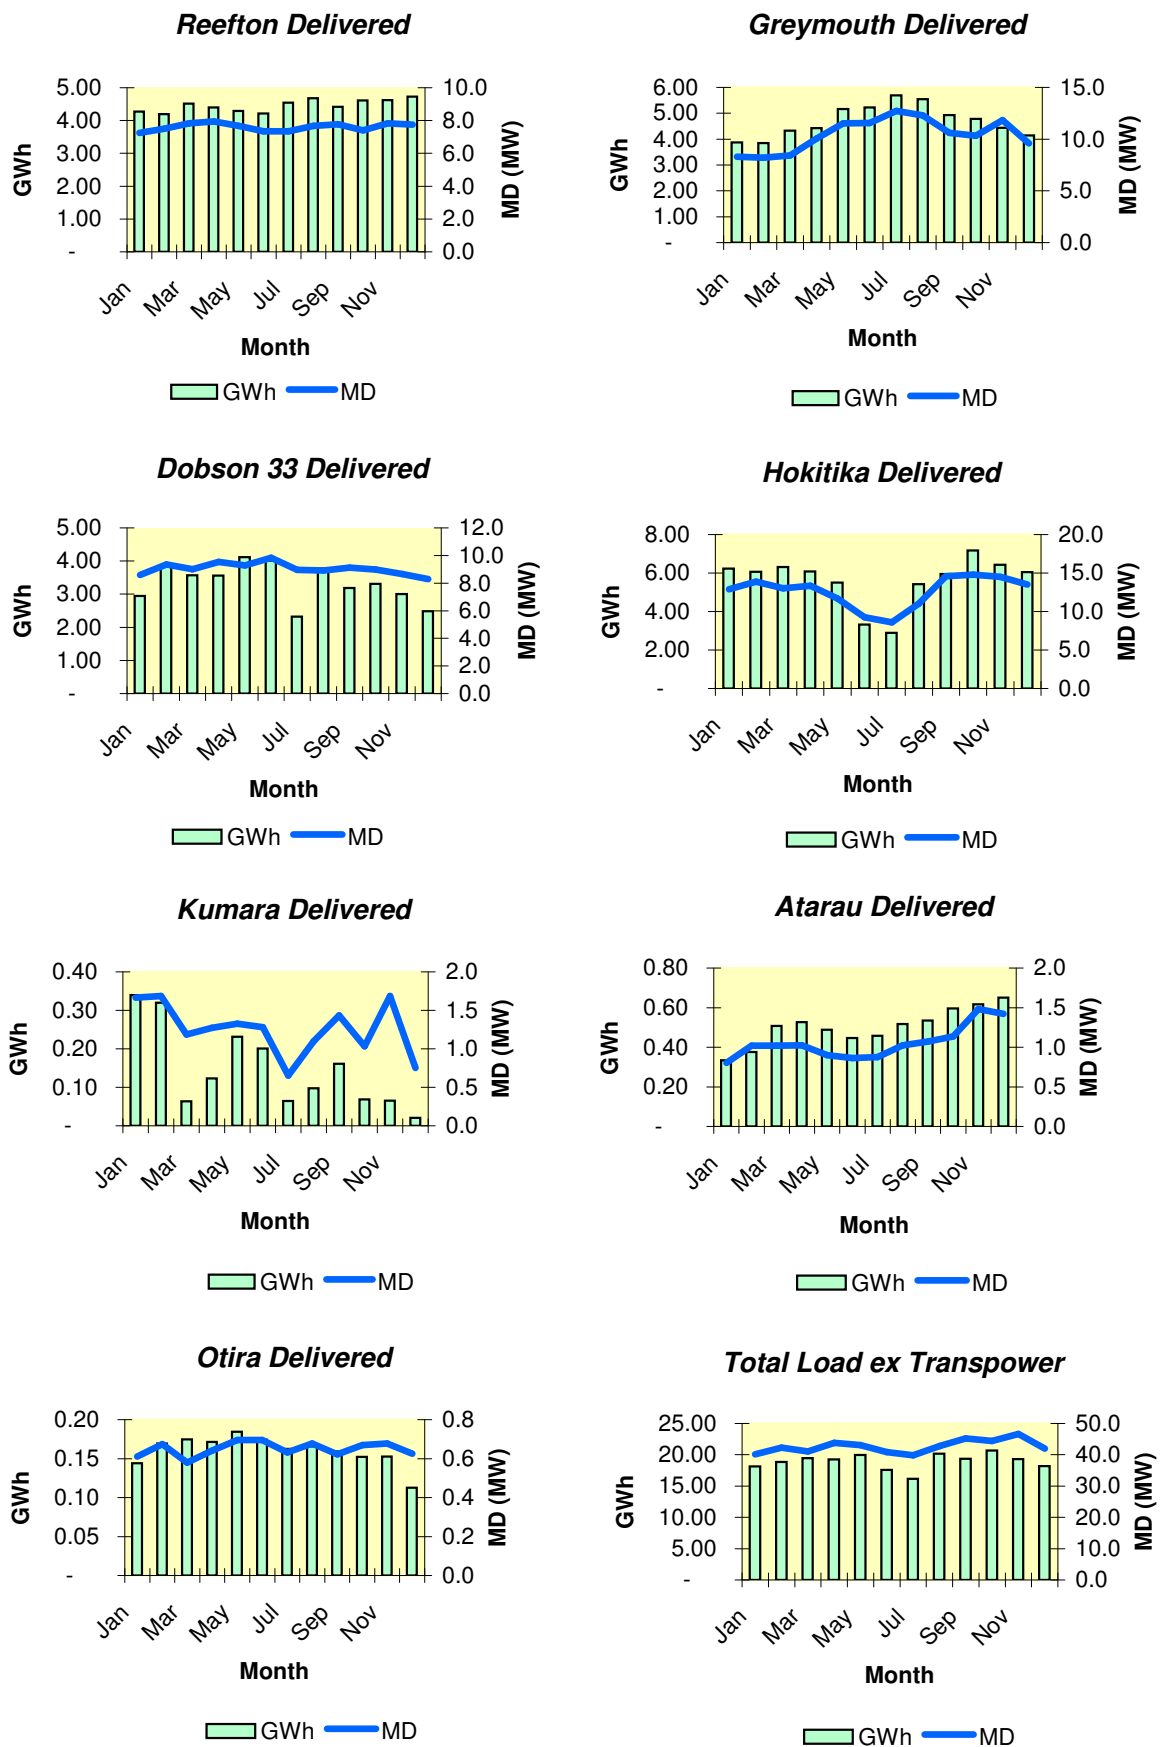 Reefton Delivered
5.00
4.00
3.00
2.00
1.00
-
GWh
10.0
8.0
6.0
4.0
2.0
0.0
MD (MW)
Jan
Mar
May
Jul
Sep
Nov
Month
GWh MD
Greymouth Delivered
6.00
5.00
4.00
3.00
2.00
1.00
-
GWh
15.0
10.0
5.0
0.0
MD (MW)
Jan
Mar
May
Jul
Sep
Nov
Month
GWh MD
Dobson 33 Delivered
5.00
4.00
3.00
2.00
1.00
-
GWh
12.0
10.0
8.0
6.0
4.0
2.0
0.0
MD (MW)
Jan
Mar
May
Jul
Sep
Nov
Month
GWh MD
Hokitika Delivered
8.00
6.00
4.00
2.00
-
GWh
20.0
15.0
10.0
5.0
0.0
MD (MW)
Jan
Mar
May
Jul
Sep
Nov
Month
GWh MD
Kumara Delivered
0.40
0.30
0.20
0.10
-
GWh
2.0
1.5
1.0
0.5
0.0
MD (MW)
Jan
Mar
May
Jul
Sep
Nov
Month
GWh MD
Atarau Delivered
0.80
0.60
0.40
0.20
-
GWh
2.0
1.5
1.0
0.5
0.0
MD (MW)
Jan
Mar
May
Jul
Sep
Nov
Month
GWh MD
Otira Delivered
0.20
0.15
0.10
0.05
-
GWh
0.8
0.6
0.4
0.2
0.0
MD (MW)
Jan
Mar
May
Jul
Sep
Nov
Month
GWh MD
Total Load ex Transpower
25.00
20.00
15.00
10.00
5.00
-
GWh
50.0
40.0
30.0
20.0
10.0
0.0
MD (MW)
Jan
Mar
May
Jul
Sep
Nov
Month
GWh MD